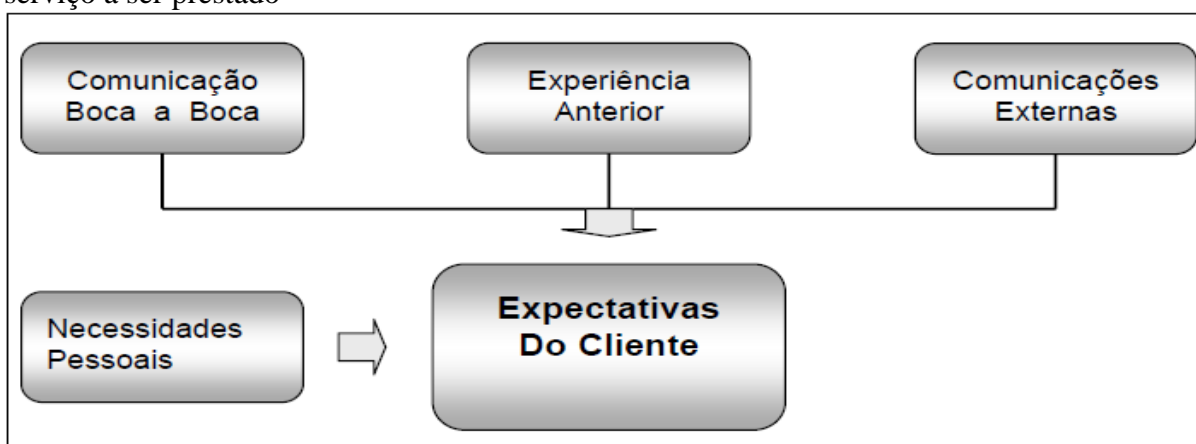 serviço a ser prestado
Comunicação
Boca a Boca
Experiência
Anterior
Comunicações
Externas
Necessidades
Pessoais
Expectativas
Do Cliente